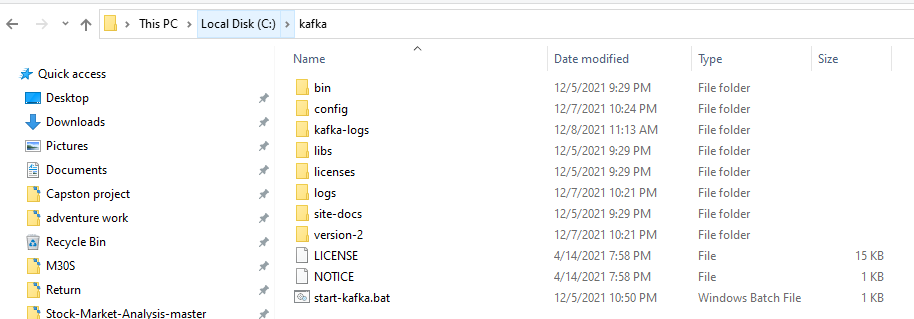 This PC > Local Disk (C:) > kafka
Name Date modified Type Size
Quick access
Desktop
Downloads
Pictures
Documents
Capston project
adventure work
Recycle Bin
M30S
Return
Stock-Market-Analysis-master
bin 12/5/2021 9:29 PM File folder
config 12/7/2021 10:24 PM File folder
kafka-logs 12/8/2021 11:13 AM File folder
libs 12/5/2021 9:29 PM File folder
licenses 12/5/2021 9:29 PM File folder
logs 12/7/2021 10:21 PM File folder
site-docs 12/5/2021 9:29 PM File folder
version-2 12/7/2021 10:21 PM File folder
LICENSE 4/14/2021 7:58 PM File 15 KB
NOTICE 4/14/2021 7:58 PM File 1 KB
start-kafka.bat 12/5/2021 10:50 PM Windows Batch File 1 KB